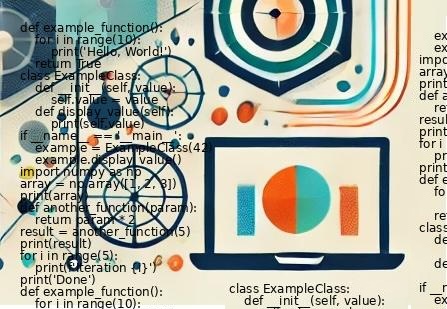 def example_function():
for i in range(10):
print('Hello, World!')
return True
class ExampleClass:
def __init__(self, value):
self.value = value
def display_value(self):
print(self.value)
if __name__ == '__main__':
example = ExampleClass(42)
example.display_value()
import numpy as np
array = np.array([1, 2, 3])
print(array)
def another_function(param):
return param * 2
result = another_function(5)
print(result)
for i in range(5):
print(f'Iteration {i}')
print('Done')
def example_function():
for i in range(10):
class ExampleClass:
def __init__(self, value):
ex
ex
impo
array
print
def a
re
resul
print
for i
pr
print
def e
fo
re
class
de
de
if __n